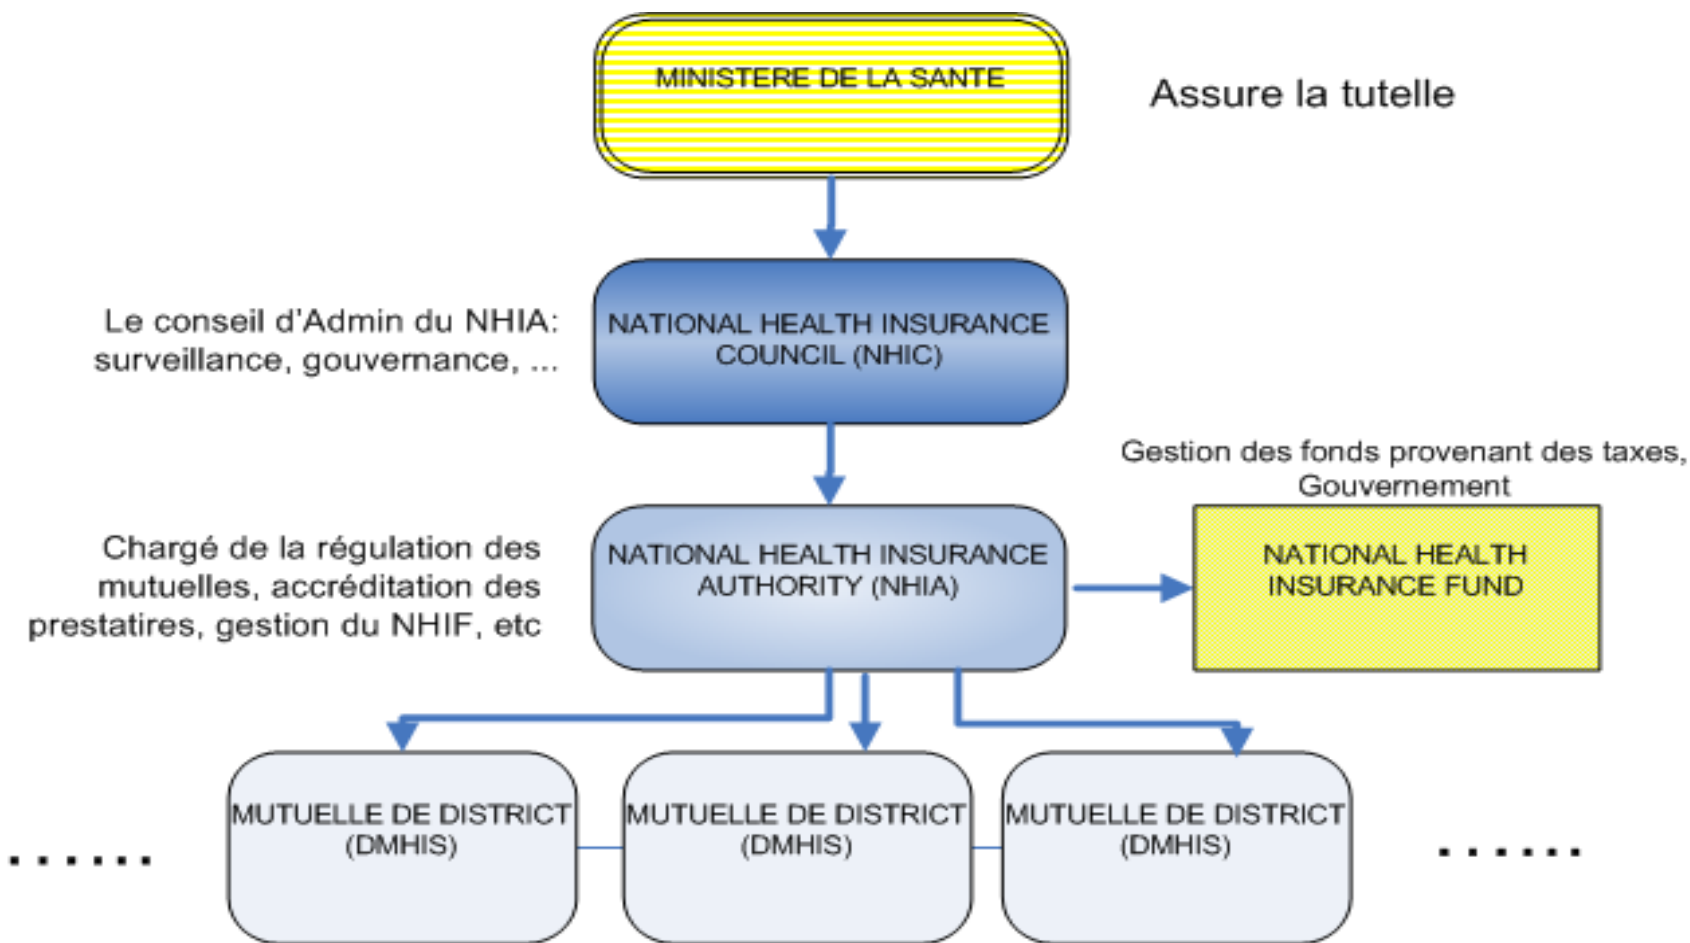 MINISTERE DE LA SANTE
Assure la tutelle
Le conseil d'Admin du NHIA:
surveillance, gouvernance, ...
NATIONAL HEALTH INSURANCE
COUNCIL (NHIC)
Gestion des fonds provenant des taxes,
Gouvernement
Chargé de la régulation des
mutuelles, accréditation des
prestatires, gestion du NHIF, etc
NATIONAL HEALTH INSURANCE
AUTHORITY (NHIA)
NATIONAL HEALTH
INSURANCE FUND
......
MUTUELLE DE DISTRICT
(DMHIS)
MUTUELLE DE DISTRICT
(DMHIS)
MUTUELLE DE DISTRICT
(DMHIS)
......